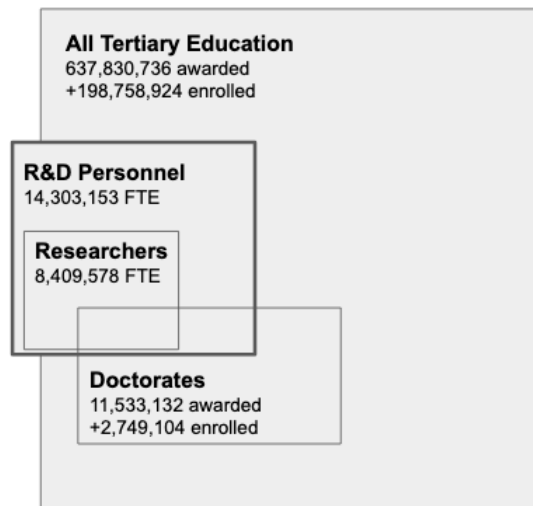 All Tertiary Education
637,830,736 awarded
+198,758,924 enrolled
R&D Personnel
14,303,153 FTE
Researchers
8,409,578 FTE
Doctorates
11,533,132 awarded
+2,749,104 enrolled